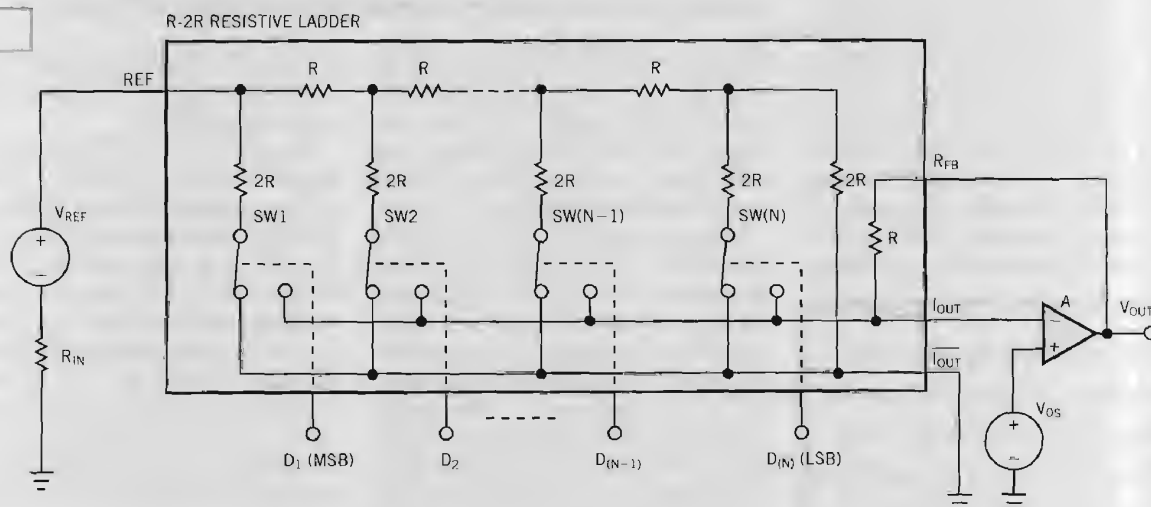 R-2R RESISTIVE LADDER
REF
R
R
R
2R
2R
2R
2R
2R
R_FB
R
SW1
SW2
SW(N−1)
SW(N)
V_REF
+
−
R_IN
I_OUT
−
A
V_OUT
+
I_OUT
V_OS
+
−
D_1 (MSB)
D_2
D_(N−1)
D_(N) (LSB)